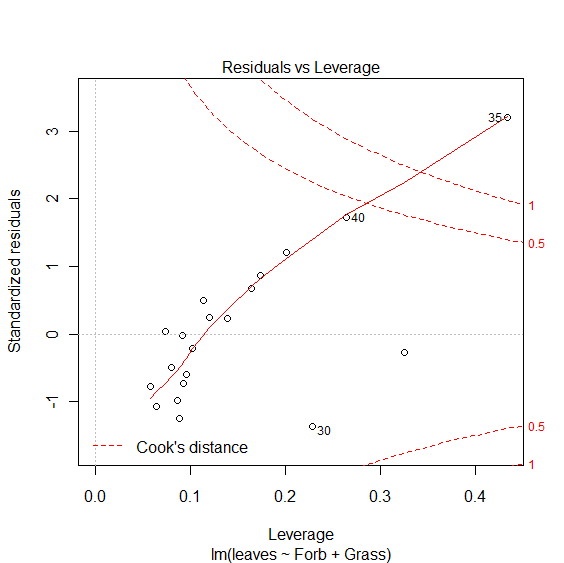 Residuals vs Leverage
Standardized residuals
3
2
1
0
-1
35
40
30
1
0.5
0.5
1
Cook's distance
0.0 0.1 0.2 0.3 0.4
Leverage
lm(leaves ~ Forb + Grass)